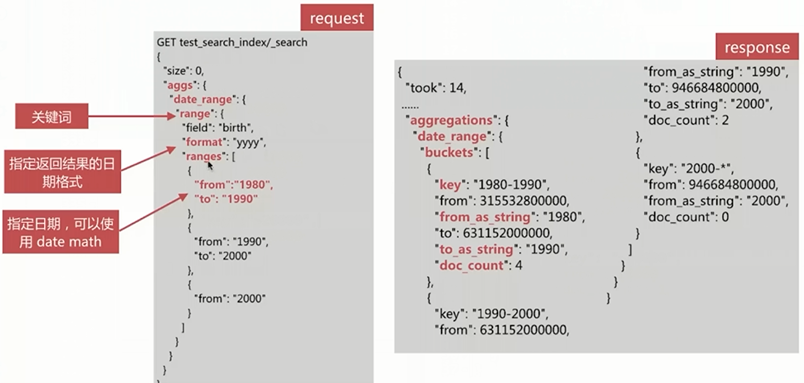 request
GET test_search_index/_search
{
"size": 0,
"aggs": {
"date_range": {
"range": {
"field": "birth",
"format": "yyyy",
"ranges": [
{
"from":"1980",
"to": "1990"
},
{
"from": "1990",
"to": "2000"
},
{
"from": "2000"
}
]
}
}
}
关键词
指定返回结果的日
期格式
指定日期，可以使
用 date math
response
{
"took": 14,
......
"aggregations": {
"date_range": {
"buckets": [
{
"key": "1980-1990",
"from": 315532800000,
"from_as_string": "1980",
"to": 631152000000,
"to_as_string": "1990",
"doc_count": 4
},
{
"key": "1990-2000",
"from": 631152000000,
"from_as_string": "1990",
"to": 946684800000,
"to_as_string": "2000",
"doc_count": 2
},
{
"key": "2000-*",
"from": 946684800000,
"from_as_string": "2000",
"doc_count": 0
}
]
}
}
}